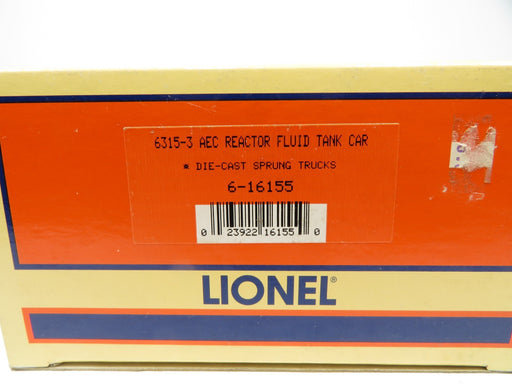 6315-3 AEC REACTOR FLUID TANK CAR
* DIE-CAST SPRUNG TRUCKS
6-16155
0 23922 16155 0
LIONEL®